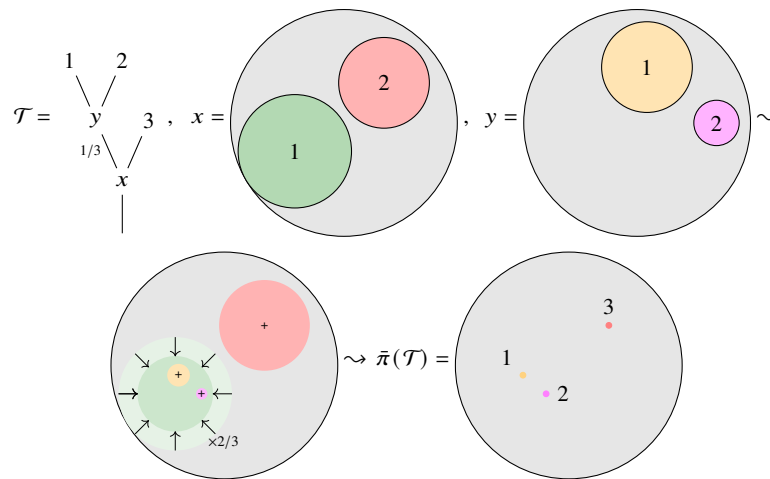 1 2
𝒯 = y 3 , x = 1 2 , y = 1 2 ⇝
1/3
x
+ + + ×2/3 ⇝ π̄(𝒯) = 1 2 3